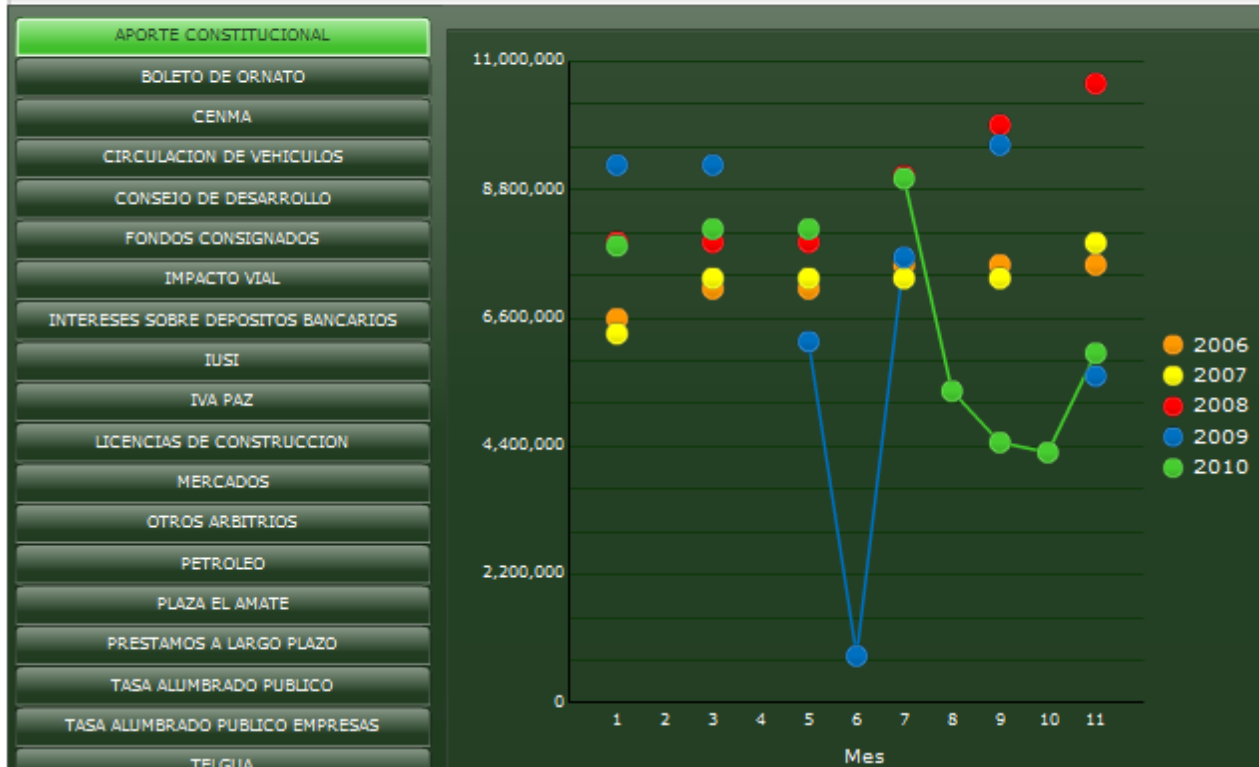 APORTE CONSTITUCIONAL
BOLETO DE ORNATO
CENMA
CIRCULACION DE VEHICULOS
CONSEJO DE DESARROLLO
FONDOS CONSIGNADOS
IMPACTO VIAL
INTERESES SOBRE DEPOSITOS BANCARIOS
IUSI
IVA PAZ
LICENCIAS DE CONSTRUCCION
MERCADOS
OTROS ARBITRIOS
PETROLEO
PLAZA EL AMATE
PRESTAMOS A LARGO PLAZO
TASA ALUMBRADO PUBLICO
TASA ALUMBRADO PUBLICO EMPRESAS
TELGUA
11,000,000
8,800,000
6,600,000
4,400,000
2,200,000
0
1 2 3 4 5 6 7 8 9 10 11
Mes
2006
2007
2008
2009
2010